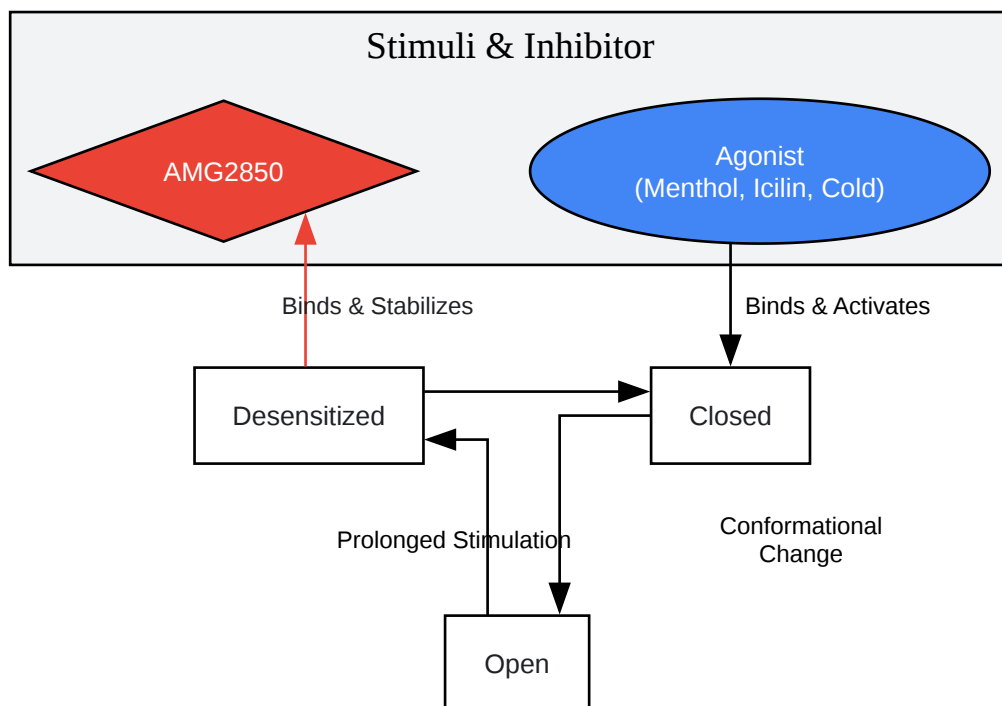 Stimuli & Inhibitor
AMG2850
Agonist
(Menthol, Icilin, Cold)
Binds & Stabilizes
Binds & Activates
Desensitized
Closed
Prolonged Stimulation
Conformational
Change
Open